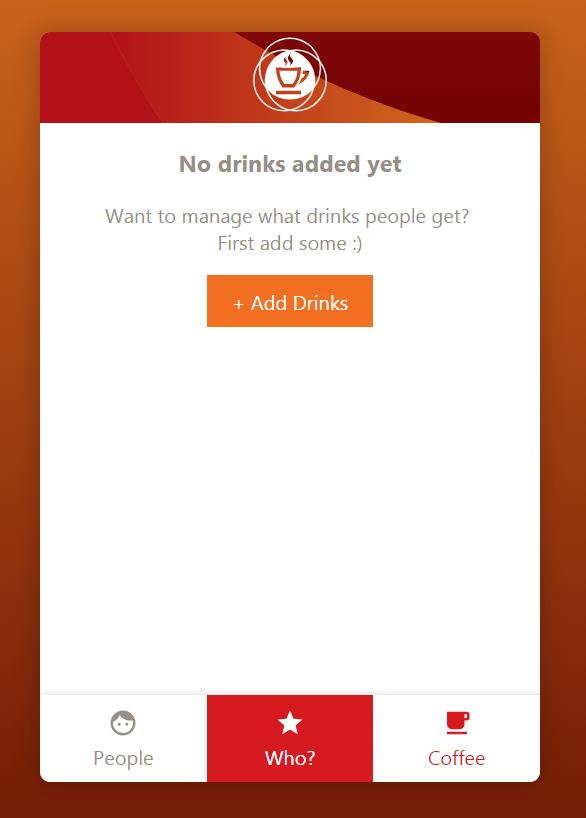 No drinks added yet
Want to manage what drinks people get?
First add some :)
+ Add Drinks
People
Who?
Coffee